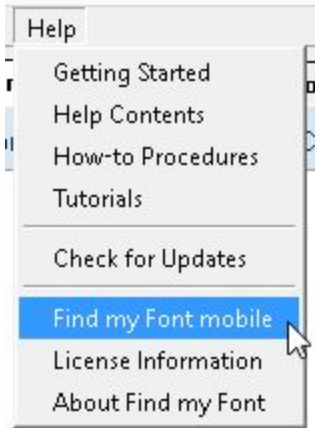 Help
Getting Started
Help Contents
How-to Procedures
Tutorials
Check for Updates
Find my Font mobile
License Information
About Find my Font